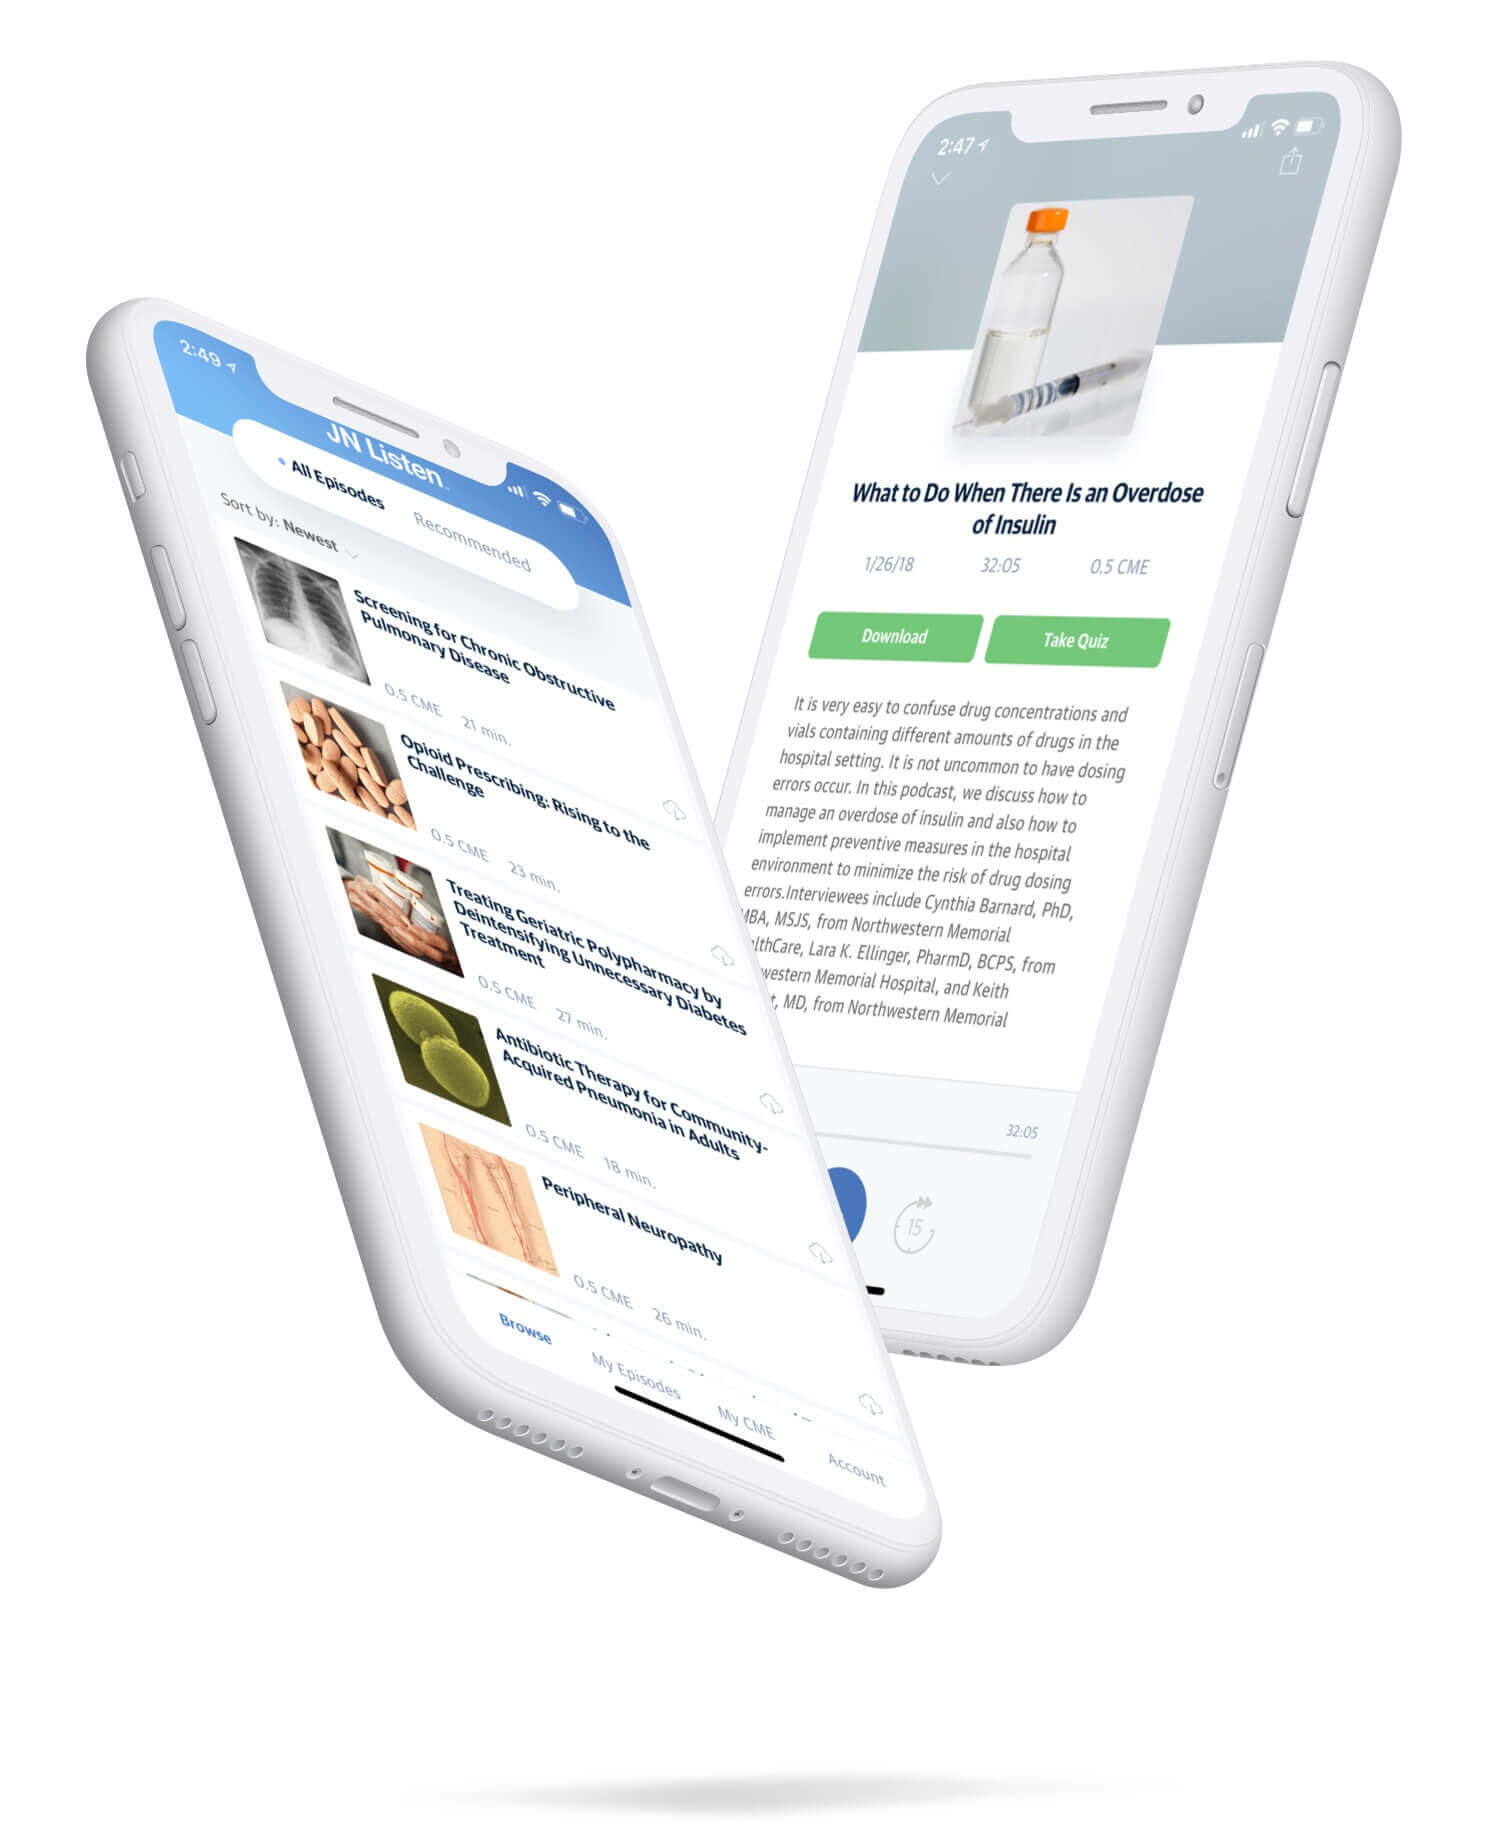 2:49
JN Listen
All Episodes
Recommended
Sort by: Newest
Screening for Chronic Obstructive
Pulmonary Disease
0.5 CME 21 min.
Opioid Prescribing: Rising to the
Challenge
0.5 CME 23 min.
Treating Geriatric Polypharmacy by
Deintensifying Unnecessary Diabetes
Treatment
0.5 CME 27 min.
Antibiotic Therapy for Community-
Acquired Pneumonia in Adults
0.5 CME 18 min.
Peripheral Neuropathy
0.5 CME 26 min.
Browse
My Episodes
My CME
Account
2:47
What to Do When There Is an Overdose
of Insulin
1/26/18 32:05 0.5 CME
Download
Take Quiz
It is very easy to confuse drug concentrations and
vials containing different amounts of drugs in the
hospital setting. It is not uncommon to have dosing
errors occur. In this podcast, we discuss how to
manage an overdose of insulin and also how to
implement preventive measures in the hospital
environment to minimize the risk of drug dosing
errors.Interviewees include Cynthia Barnard, PhD,
MBA, MSJS, from Northwestern Memorial
lthCare, Lara K. Ellinger, PharmD, BCPS, from
western Memorial Hospital, and Keith
t, MD, from Northwestern Memorial
32:05
15